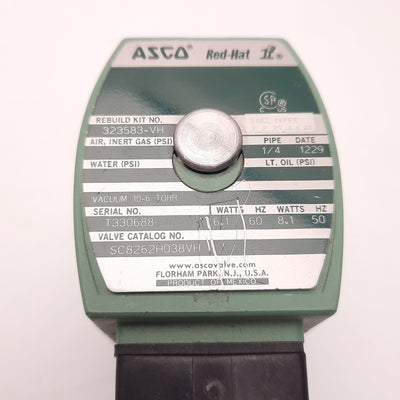 ASCO® Red-Hat II®
REBUILD KIT NO.
323583-VH
AIR, INERT GAS (PSI) PIPE DATE
1/4 1229
WATER (PSI) LT. OIL (PSI)
VACUUM 10-6 TORR
SERIAL NO. WATTS HZ WATTS HZ
T330688 6.1 60 8.1 50
VALVE CATALOG NO.
SC8262H038VH
www.ascovalve.com
FLORHAM PARK, N.J., U.S.A.
PRODUCT OF MEXICO